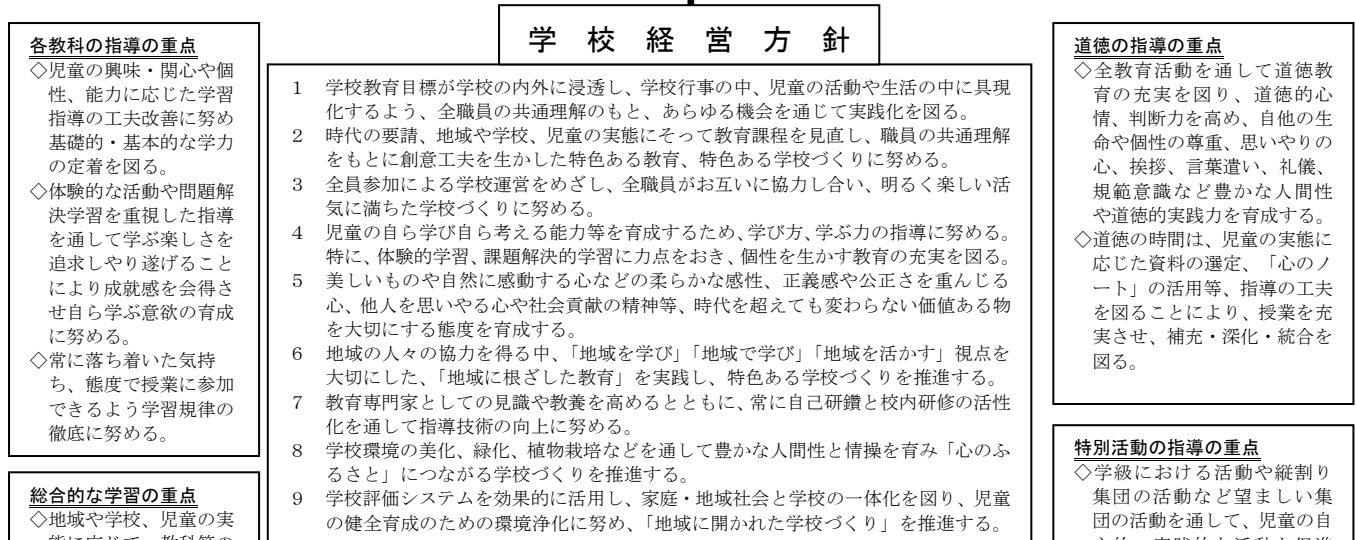 学校経営方針
各教科の指導の重点
◇児童の興味・関心や個
性、能力に応じた学習
指導の工夫改善に努め
基礎的・基本的な学力
の定着を図る。
◇体験的な活動や問題解
決学習を重視した指導
を通して学ぶ楽しさを
追求しやり遂げること
により成就感を会得さ
せ自ら学ぶ意欲の育成
に努める。
◇常に落ち着いた気持
ち、態度で授業に参加
できるよう学習規律の
徹底に努める。
総合的な学習の重点
◇地域や学校、児童の実
1 学校教育目標が学校の内外に浸透し、学校行事の中、児童の活動や生活の中に具現
化するよう、全職員の共通理解のもと、あらゆる機会を通じて実践化を図る。
2 時代の要請、地域や学校、児童の実態にそって教育課程を見直し、職員の共通理解
をもとに創意工夫を生かした特色ある教育、特色ある学校づくりに努める。
3 全員参加による学校運営をめざし、全職員がお互いに協力し合い、明るく楽しい活
気に満ちた学校づくりに努める。
4 児童の自ら学び自ら考える能力等を育成するため、学び方、学ぶ力の指導に努める。
特に、体験的学習、課題解決的学習に力点をおき、個性を生かす教育の充実を図る。
5 美しいものや自然に感動する心などの柔らかな感性、正義感や公正さを重んじる
心、他人を思いやる心や社会貢献の精神等、時代を超えても変わらない価値ある物
を大切にする態度を育成する。
6 地域の人々の協力を得る中、「地域を学び」「地域で学び」「地域を活かす」視点を
大切にした、「地域に根ざした教育」を実践し、特色ある学校づくりを推進する。
7 教育専門家としての見識や教養を高めるとともに、常に自己研鑽と校内研修の活性
化を通して指導技術の向上に努める。
8 学校環境の美化、緑化、植物栽培などを通して豊かな人間性と情操を育み「心のふ
るさと」につながる学校づくりを推進する。
9 学校評価システムを効果的に活用し、家庭・地域社会と学校の一体化を図り、児童
の健全育成のための環境浄化に努め、「地域に開かれた学校づくり」を推進する。
道徳の指導の重点
◇全教育活動を通して道徳教
育の充実を図り、道徳的心
情、判断力を高め、自他の生
命や個性の尊重、思いやりの
心、挨拶、言葉遣い、礼儀、
規範意識など豊かな人間性
や道徳的実践力を育成する。
◇道徳の時間は、児童の実態に
応じた資料の選定、「心のノ
ート」の活用等、指導の工夫
を図ることにより、授業を充
実させ、補充・深化・統合を
図る。
特別活動の指導の重点
◇学級における活動や縦割り
集団の活動など望ましい集
団の活動を通して、児童の自